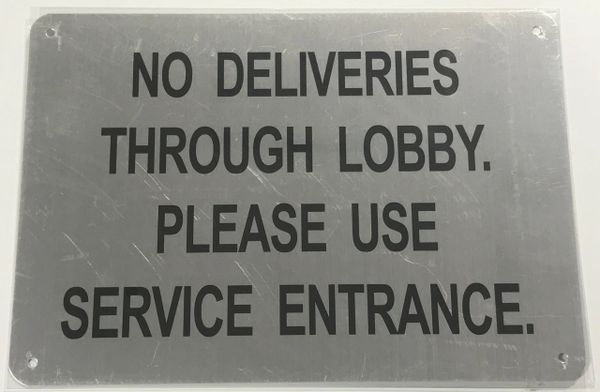 NO DELIVERIES
THROUGH LOBBY.
PLEASE USE
SERVICE ENTRANCE.